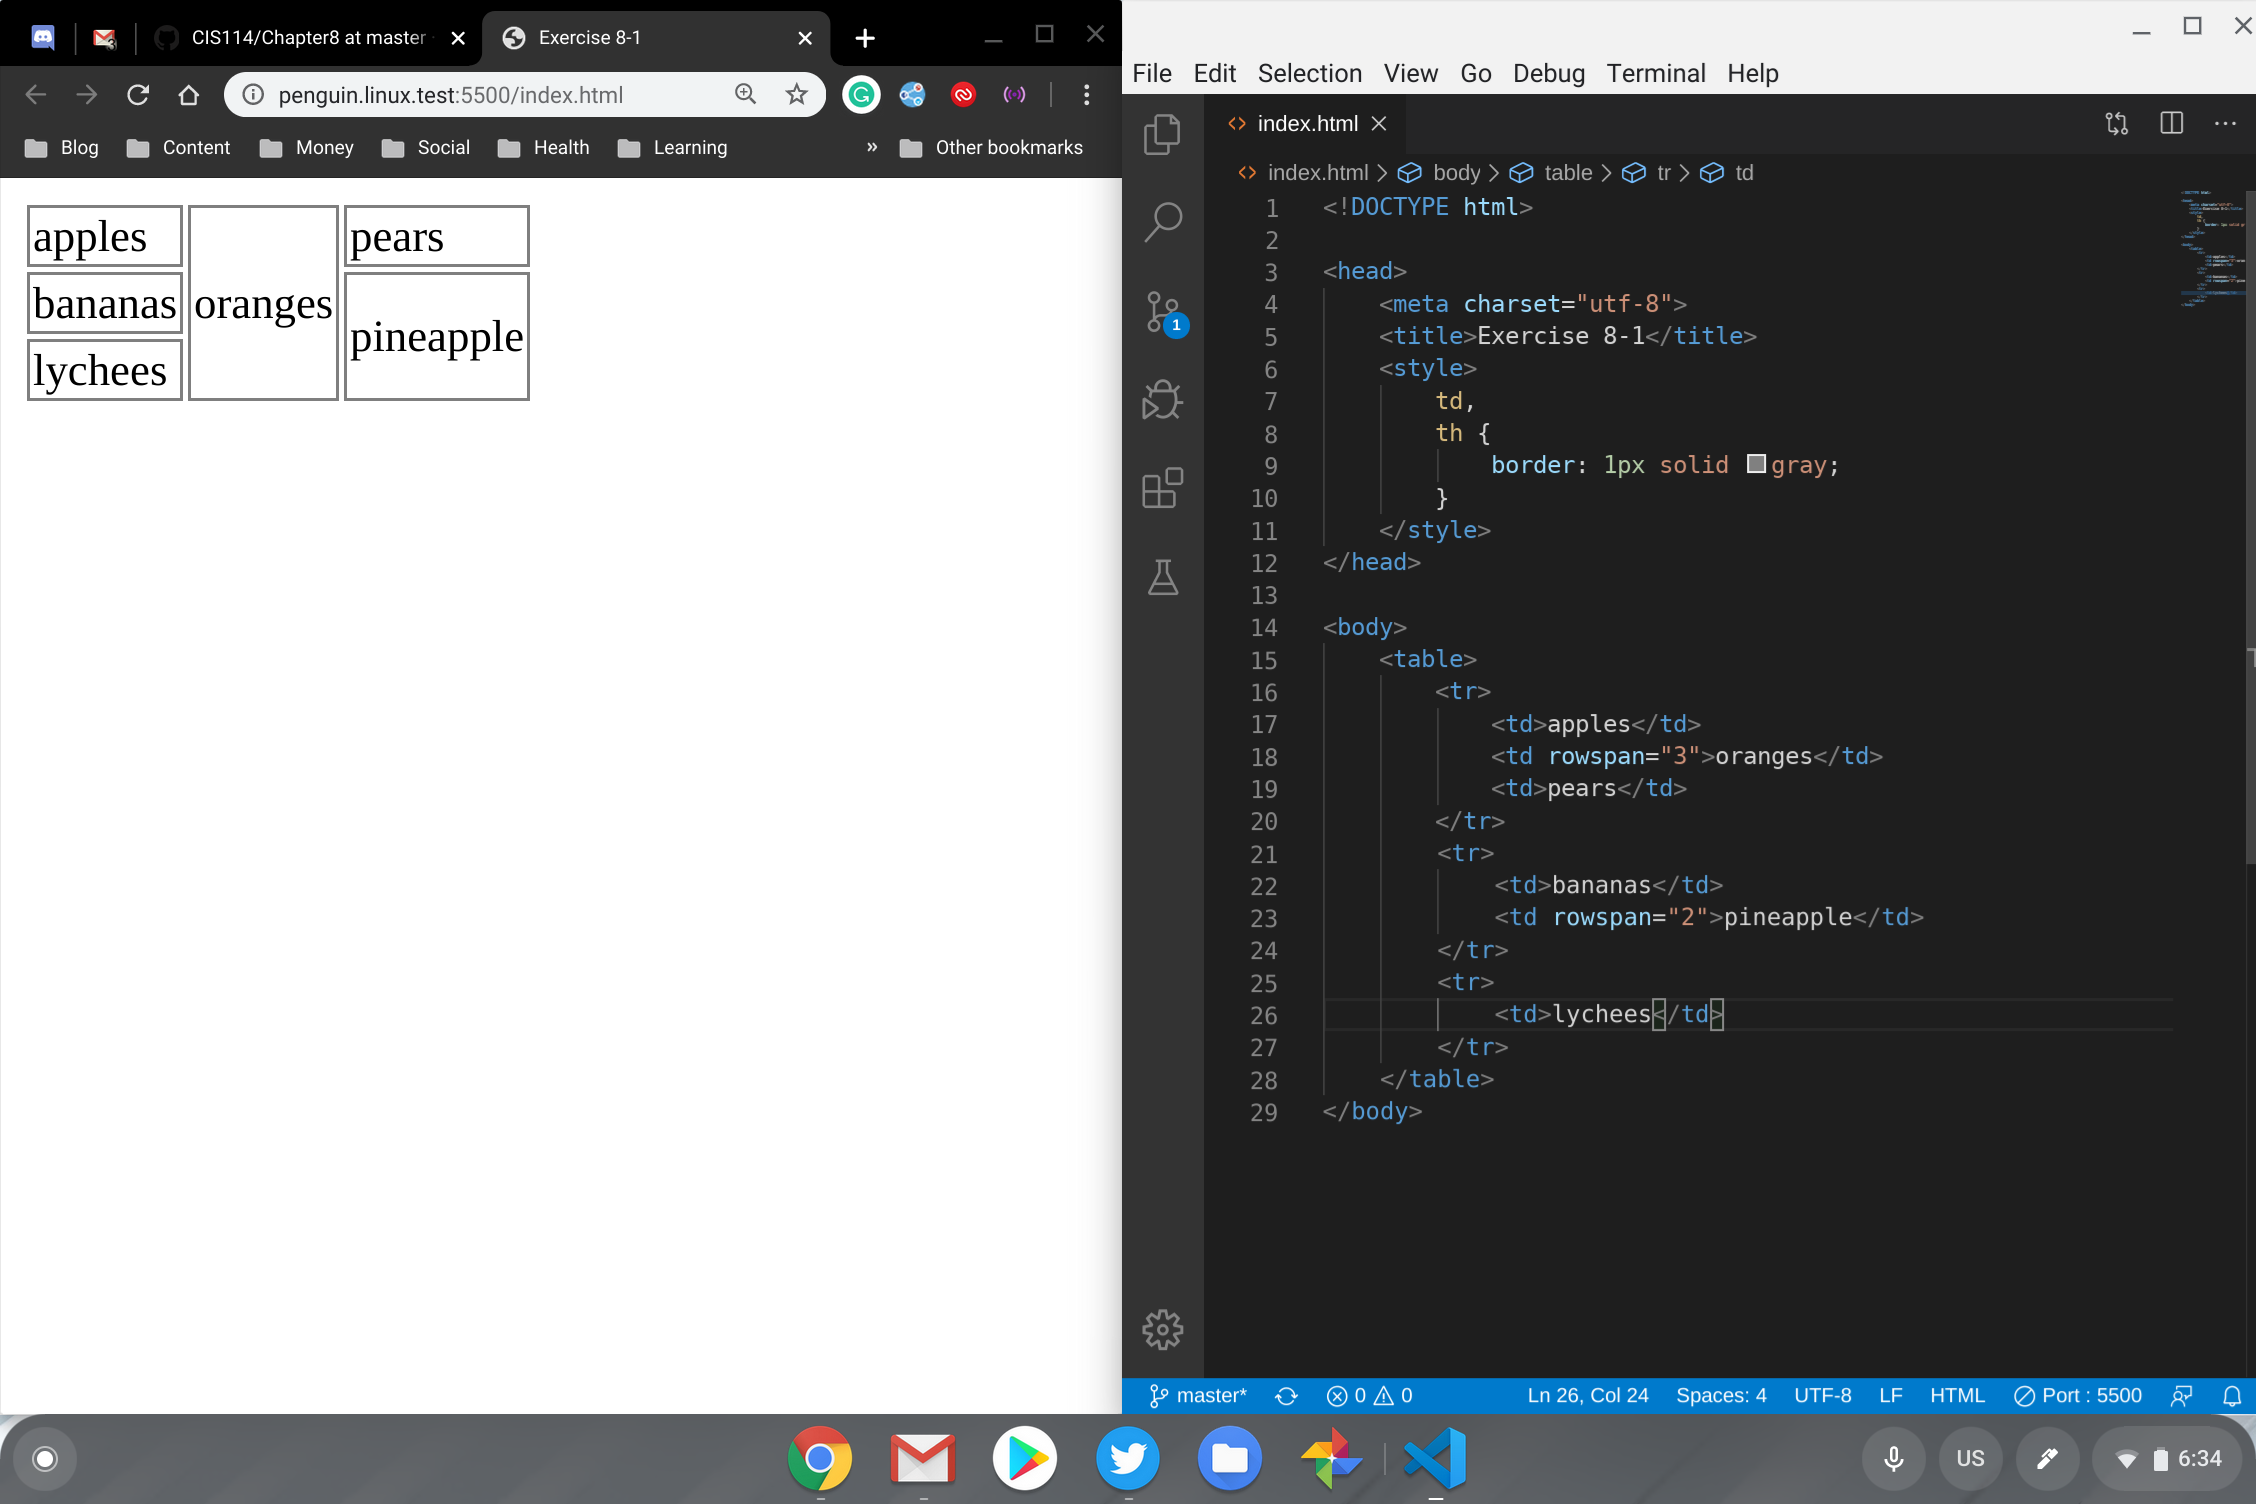 CIS114/Chapter8 at master
Exercise 8-1
penguin.linux.test:5500/index.html
Blog Content Money Social Health Learning » Other bookmarks
apples oranges pears
bananas pineapple
lychees
File Edit Selection View Go Debug Terminal Help
index.html
index.html > body > table > tr > td
1 <!DOCTYPE html>
2
3 <head>
4 <meta charset="utf-8">
5 <title>Exercise 8-1</title>
6 <style>
7 td,
8 th {
9 border: 1px solid gray;
10 }
11 </style>
12 </head>
13
14 <body>
15 <table>
16 <tr>
17 <td>apples</td>
18 <td rowspan="3">oranges</td>
19 <td>pears</td>
20 </tr>
21 <tr>
22 <td>bananas</td>
23 <td rowspan="2">pineapple</td>
24 </tr>
25 <tr>
26 <td>lychees</td>
27 </tr>
28 </table>
29 </body>
1
master* 0 0 Ln 26, Col 24 Spaces: 4 UTF-8 LF HTML Port : 5500
US 6:34